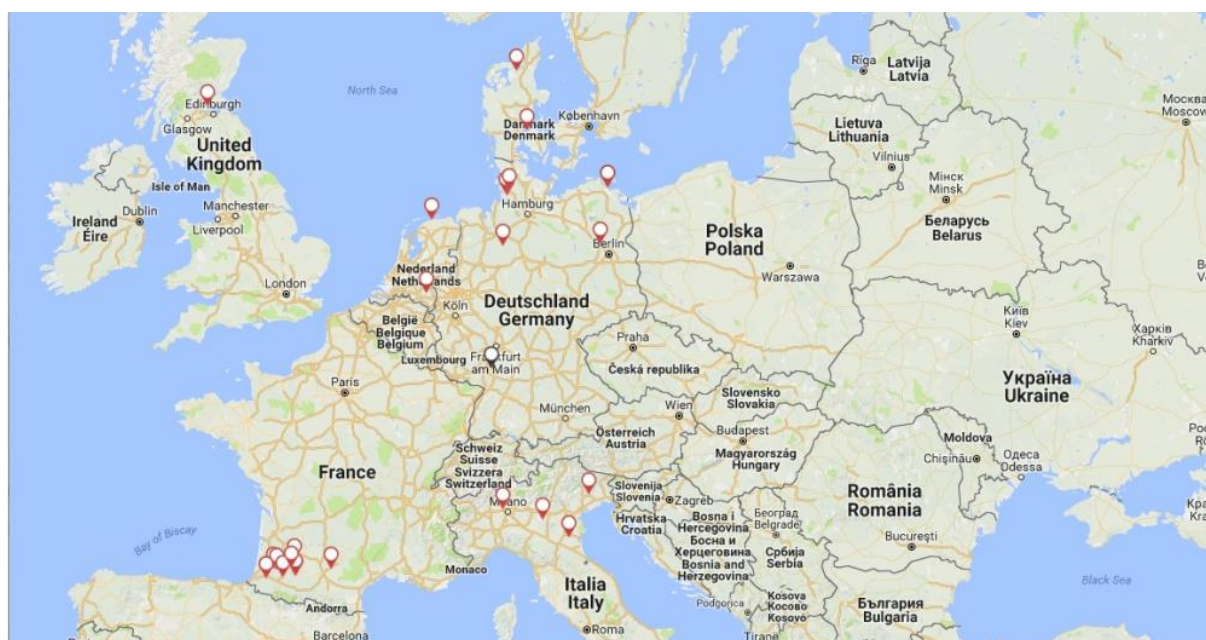 North Sea
Edinburgh
Glasgow
United
Kingdom
Isle of Man
Ireland
Éire
Dublin
Manchester
Liverpool
London
København
Danmark
Denmark
Hamburg
Berlin
Nederland
Netherlands
Köln
België
Belgique
Belgium
Luxembourg
Deutschland
Germany
Frankfurt
am Main
München
Paris
France
Schweiz
Suisse
Svizzera
Switzerland
Österreich
Austria
Wien
Praha
Česká republika
Polska
Poland
Warszawa
Rīga
Latvija
Latvia
Lietuva
Lithuania
Vilnius
Мінск
Minsk
Беларусь
Belarus
Москва
Moscow
Київ
Kiev
Харків
Kharkiv
Україна
Ukraine
Slovensko
Slovakia
Budapest
Magyarország
Hungary
Moldova
Chișinău
Одеса
Odessa
România
Romania
București
Slovenija
Slovenia
Zagreb
Hrvatska
Croatia
Bosna i
Hercegovina
Босна и
Херцеговина
Bosnia and
Herzegovina
Београд
Belgrade
Србија
Serbia
Kosova
Косово
Kosovo
Podgorica
Tiranë
България
Bulgaria
Black Sea
Milano
Monaco
Italia
Italy
Roma
Bay of Biscay
Andorra
Barcelona